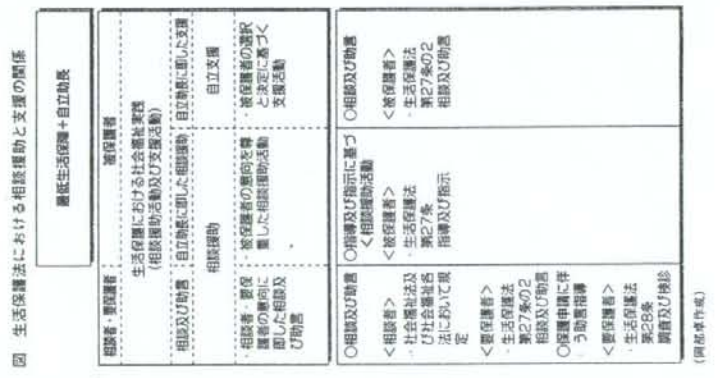 図 生活保護法における相談援助と支援の関係
最低生活保障+自立助長
相談者・要保護者
被保護者
生活保護における社会福祉実践
(相談援助活動及び支援活動)
相談及び助言
自立助長に即した相談援助
自立助長に即した支援
相談援助
自立支援
・相談者・要保
護者の意向に
即した相談及
び助言
・被保護者の意向を尊
重した相談援助活動
・被保護者の選択
と決定に基づく
支援活動
○相談及び助言
<相談者>
・社会福祉法及
び社会福祉各
法において規
定
<要保護者>
・生活保護法
第27条の2
相談及び助言
○保護申請に伴
う助言指導
<要保護者>
・生活保護法
第28条
調査及び検診
○指導及び指示に基づ
く相談援助活動
<被保護者>
・生活保護法
第27条
指導及び指示
○相談及び助言
<被保護者>
・生活保護法
第27条の2
相談及び助言
(岡部卓作成)